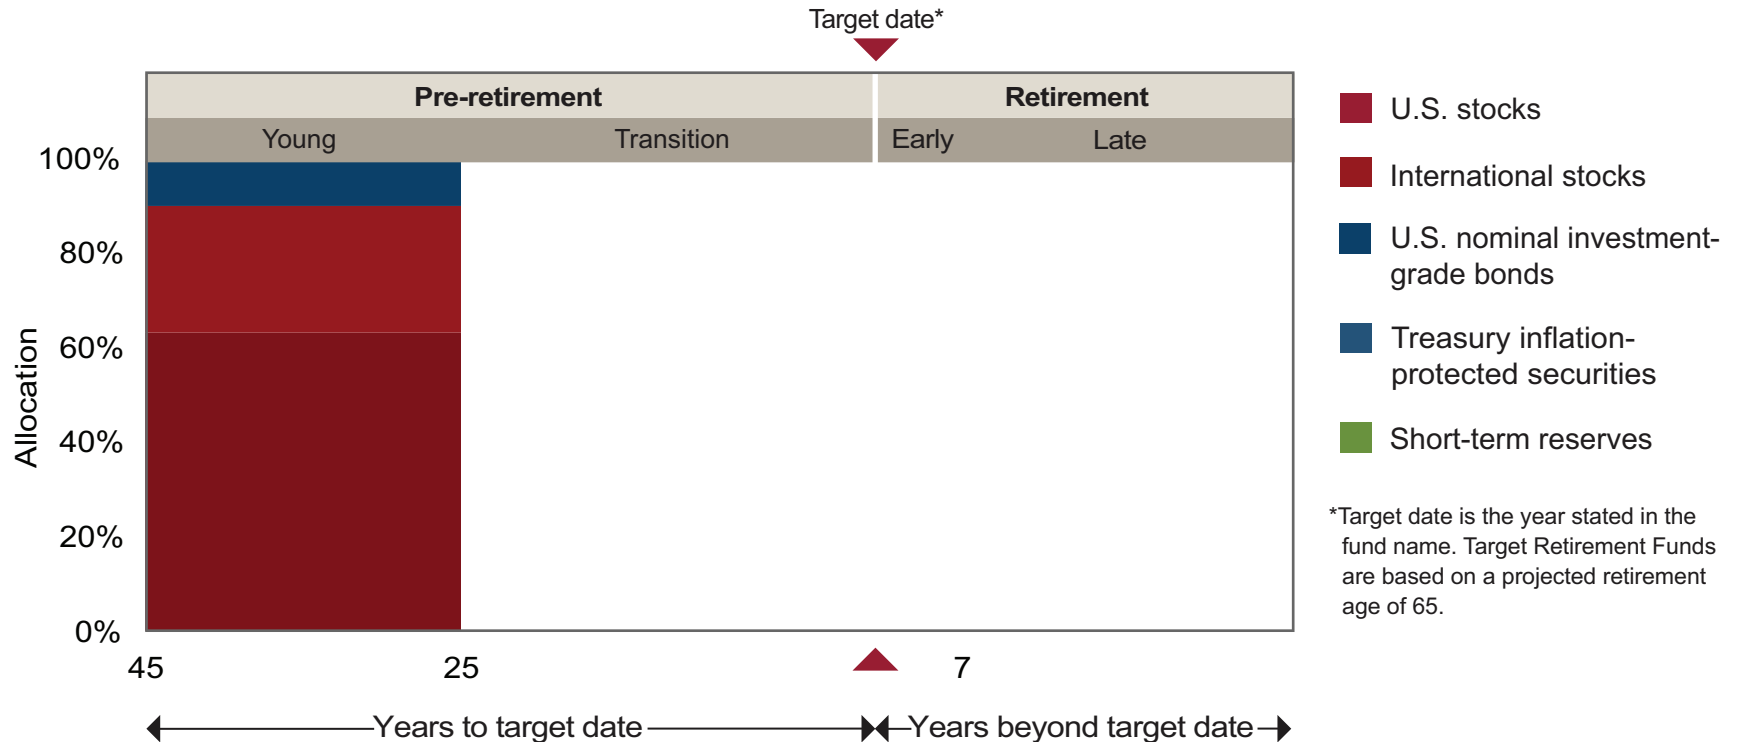 Target date*
Pre-retirement
Retirement
Young
Transition
Early
Late
100%
80%
60%
40%
20%
0%
Allocation
45
25
7
Years to target date
Years beyond target date
U.S. stocks
International stocks
U.S. nominal investment-
grade bonds
Treasury inflation-
protected securities
Short-term reserves
*Target date is the year stated in the
fund name. Target Retirement Funds
are based on a projected retirement
age of 65.